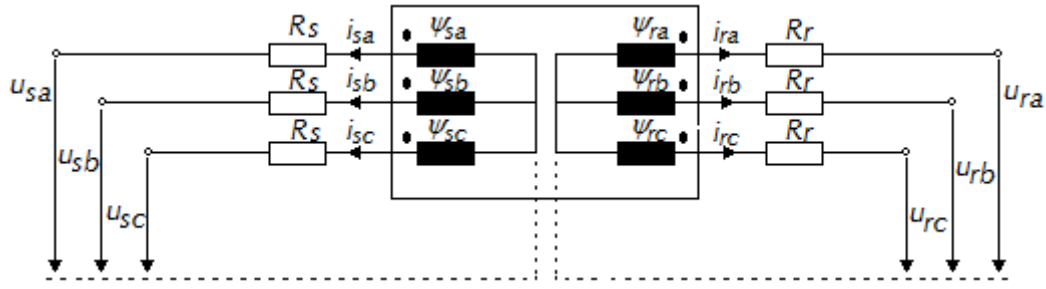 Rs isa ψsa ψra ira Rr
usa Rs isb ψsb ψrb irb Rr ura
Rs isc ψsc ψrc irc Rr
usb urb
usc urc